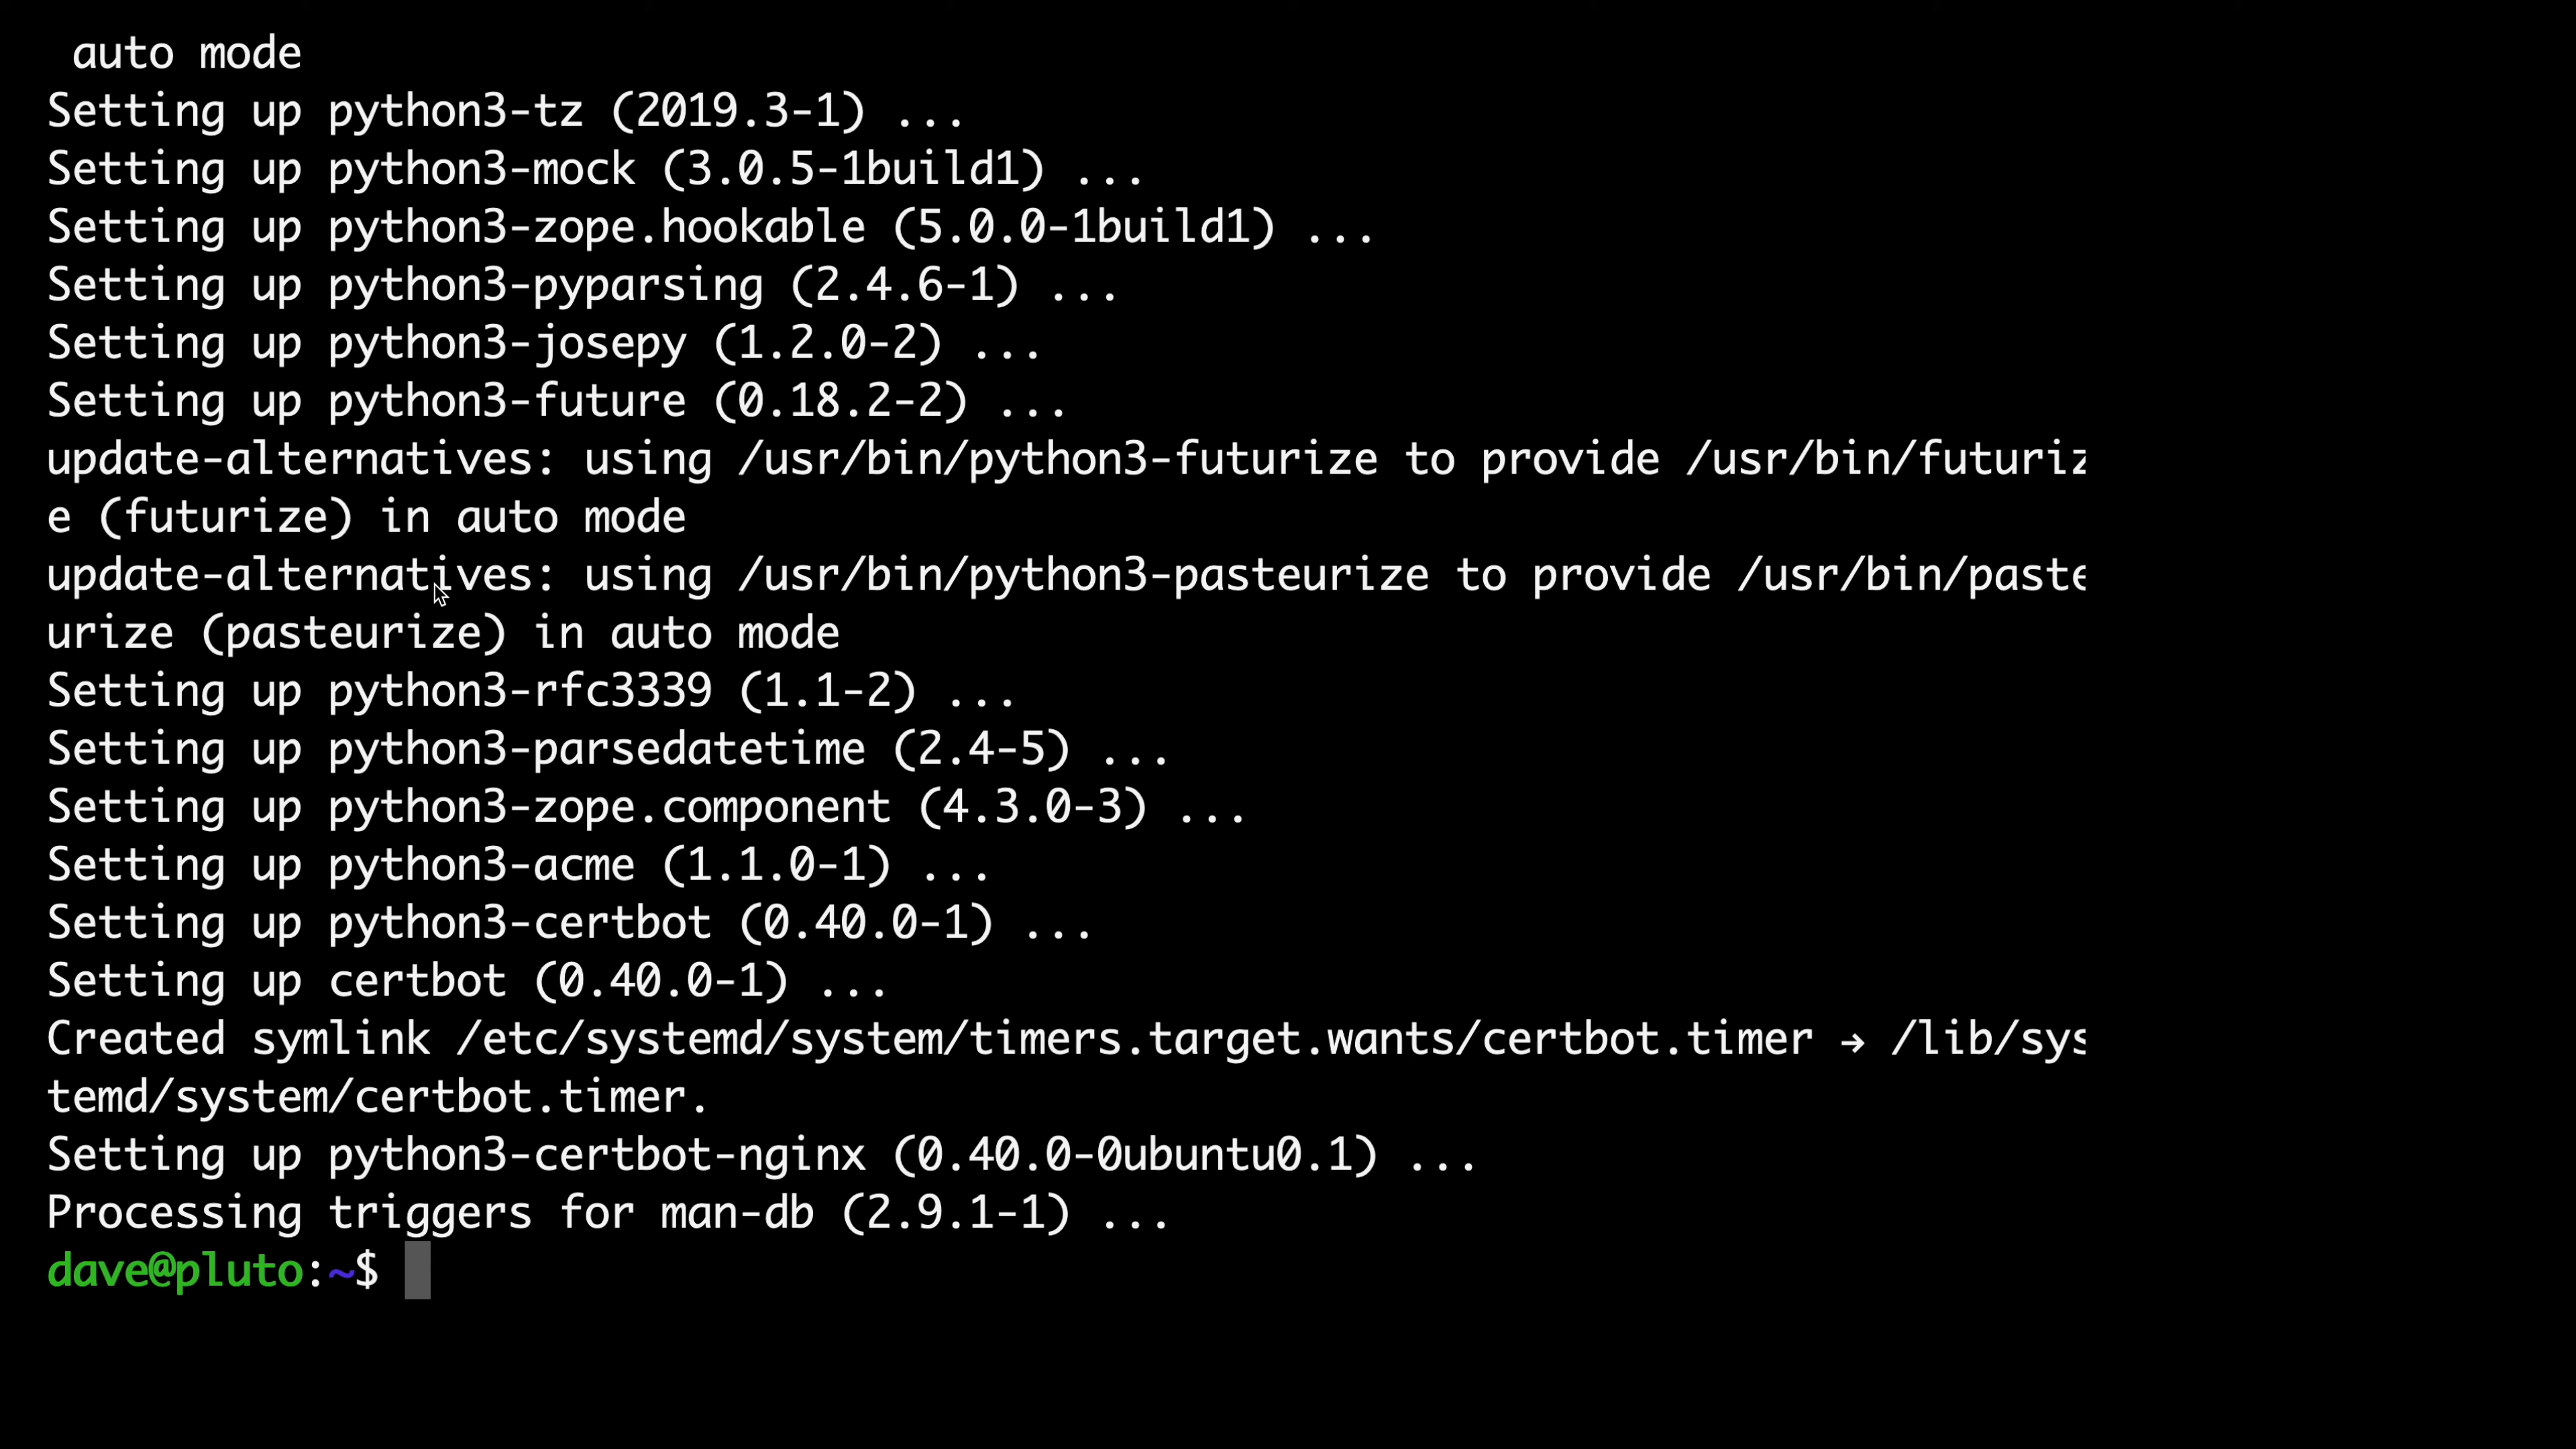 auto mode
Setting up python3-tz (2019.3-1) ...
Setting up python3-mock (3.0.5-1build1) ...
Setting up python3-zope.hookable (5.0.0-1build1) ...
Setting up python3-pyparsing (2.4.6-1) ...
Setting up python3-josepy (1.2.0-2) ...
Setting up python3-future (0.18.2-2) ...
update-alternatives: using /usr/bin/python3-futurize to provide /usr/bin/futuriz
e (futurize) in auto mode
update-alternatives: using /usr/bin/python3-pasteurize to provide /usr/bin/paste
urize (pasteurize) in auto mode
Setting up python3-rfc3339 (1.1-2) ...
Setting up python3-parsedatetime (2.4-5) ...
Setting up python3-zope.component (4.3.0-3) ...
Setting up python3-acme (1.1.0-1) ...
Setting up python3-certbot (0.40.0-1) ...
Setting up certbot (0.40.0-1) ...
Created symlink /etc/systemd/system/timers.target.wants/certbot.timer → /lib/sys
temd/system/certbot.timer.
Setting up python3-certbot-nginx (0.40.0-0ubuntu0.1) ...
Processing triggers for man-db (2.9.1-1) ...
dave@pluto:~$